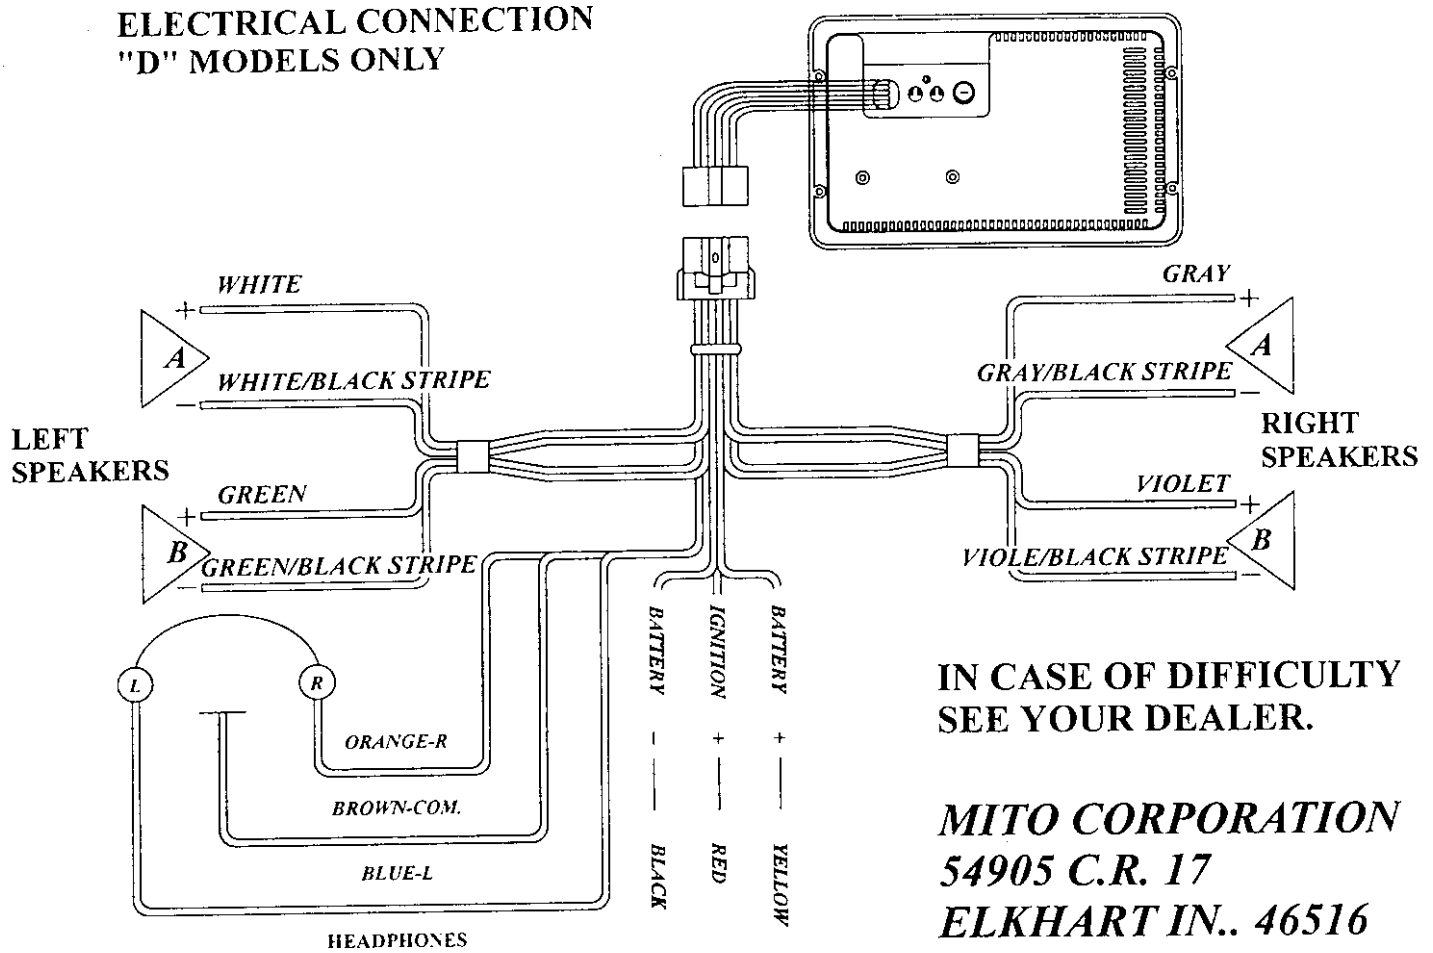 ELECTRICAL CONNECTION
"D" MODELS ONLY
WHITE
+
A
WHITE/BLACK STRIPE
−
LEFT
SPEAKERS
GREEN
+
B
GREEN/BLACK STRIPE
−
GRAY
+
A
GRAY/BLACK STRIPE
−
RIGHT
SPEAKERS
VIOLET
+
B
VIOLE/BLACK STRIPE
−
L
R
ORANGE-R
BROWN-COM.
BLUE-L
HEADPHONES
BATTERY − BLACK
IGNITION + RED
BATTERY + YELLOW
IN CASE OF DIFFICULTY
SEE YOUR DEALER.
MITO CORPORATION
54905 C.R. 17
ELKHART IN.. 46516